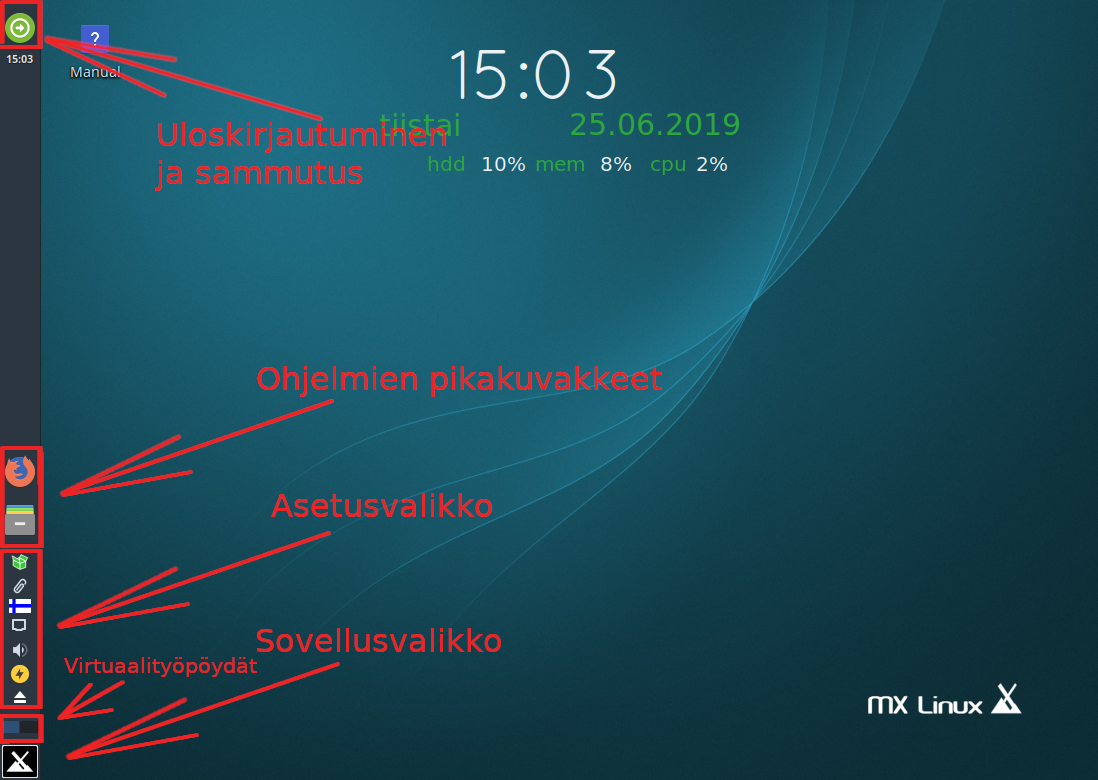 15:03
?
Manual
15:03
tiistai 25.06.2019
hdd 10% mem 8% cpu 2%
Uloskirjautuminen
ja sammutus
Ohjelmien pikakuvakkeet
Asetusvalikko
Sovellusvalikko
Virtuaalityöpöydät
mx Linux